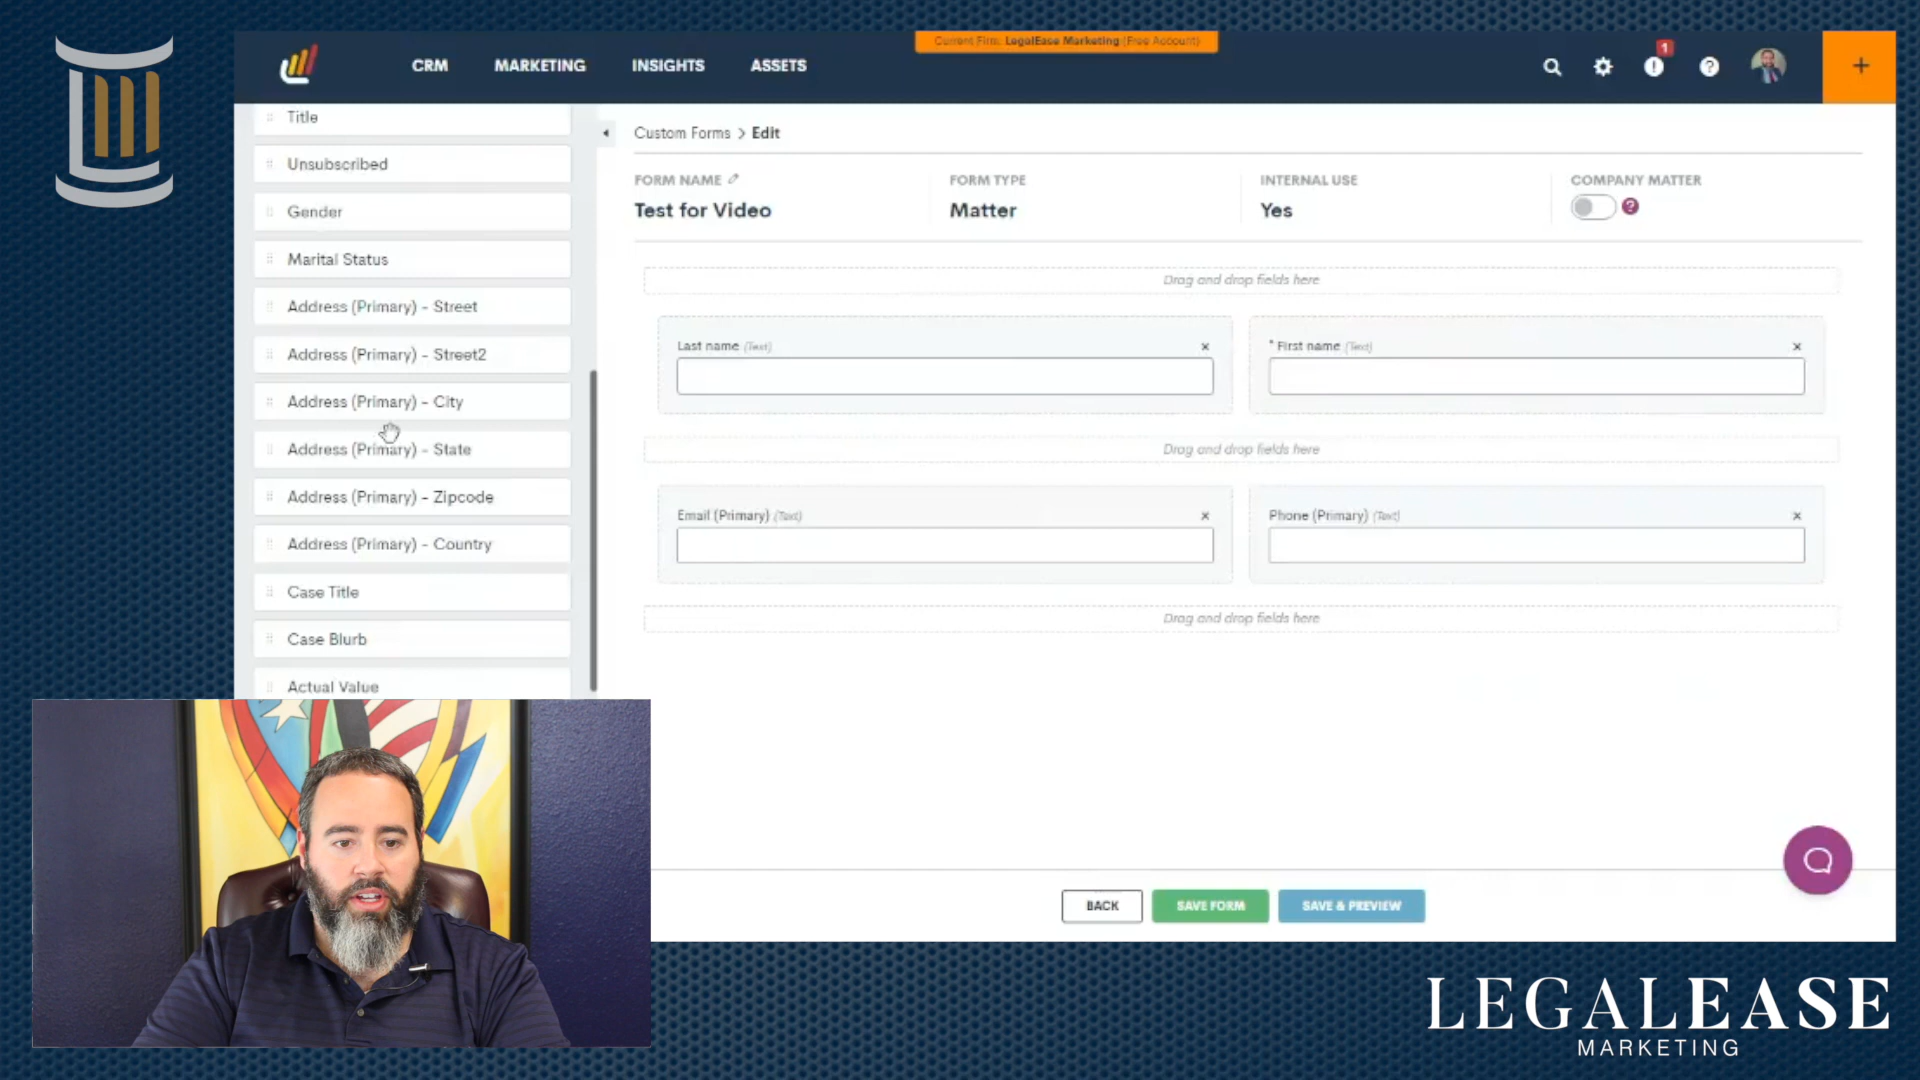 Current Firm: LegalEase Marketing (Free Account)
CRM MARKETING INSIGHTS ASSETS
1
+
Title
Unsubscribed
Gender
Marital Status
Address (Primary) - Street
Address (Primary) - Street2
Address (Primary) - City
Address (Primary) - State
Address (Primary) - Zipcode
Address (Primary) - Country
Case Title
Case Blurb
Actual Value
Custom Forms > Edit
FORM NAME
Test for Video
FORM TYPE
Matter
INTERNAL USE
Yes
COMPANY MATTER
?
Drag and drop fields here
Last name (Text)
* First name (Text)
Drag and drop fields here
Email (Primary) (Text)
Phone (Primary) (Text)
Drag and drop fields here
BACK
SAVE FORM
SAVE & PREVIEW
LEGALEASE
MARKETING